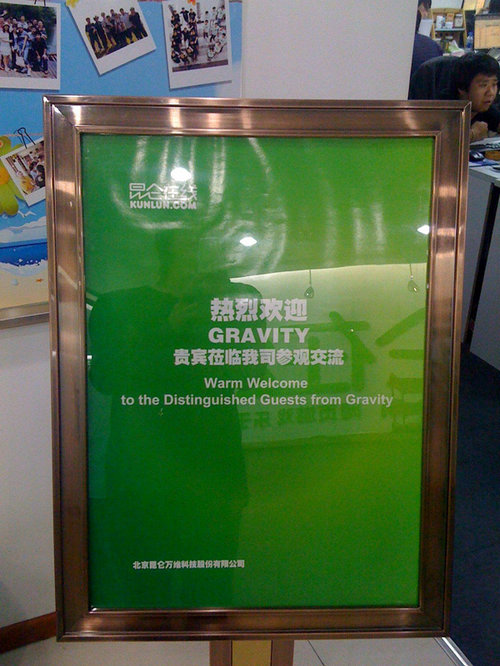 昆仑在线
KUNLUN.COM
热烈欢迎
GRAVITY
贵宾莅临我司参观交流
Warm Welcome
to the Distinguished Guests from Gravity
北京昆仑万维科技股份有限公司